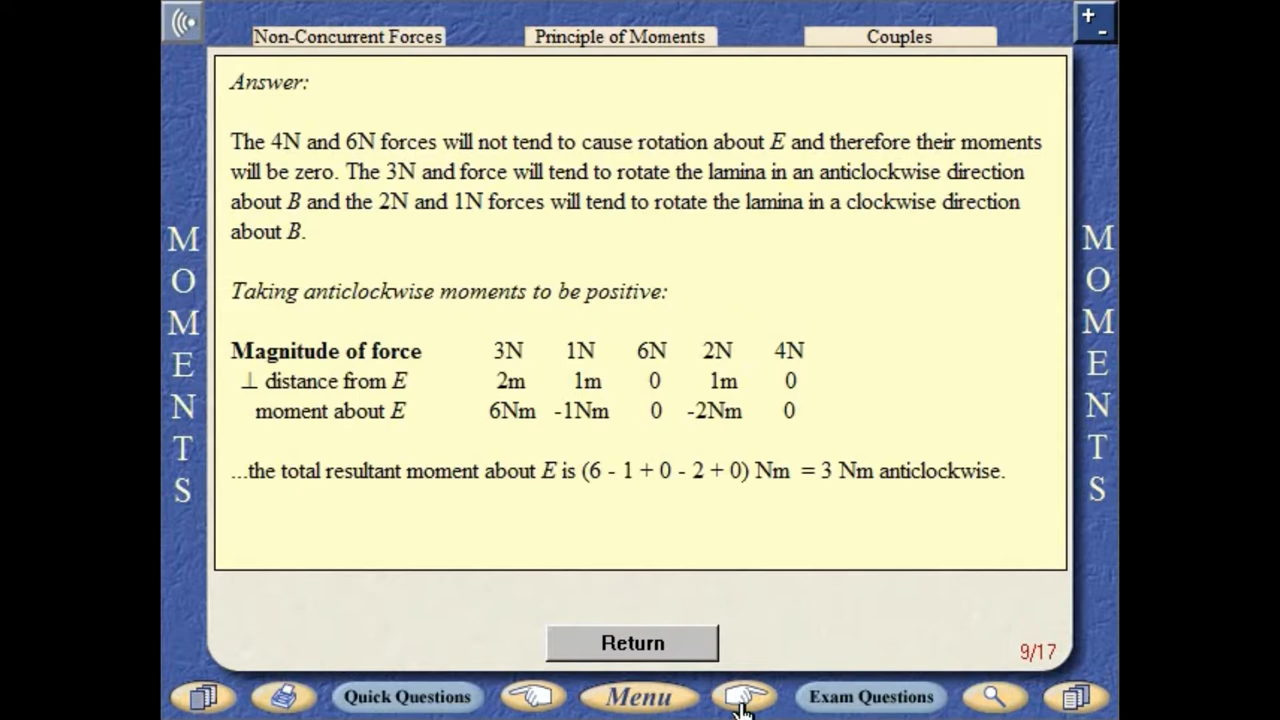 +
-
Non-Concurrent Forces
Principle of Moments
Couples
Answer:
The 4N and 6N forces will not tend to cause rotation about E and therefore their moments
will be zero. The 3N and force will tend to rotate the lamina in an anticlockwise direction
about B and the 2N and 1N forces will tend to rotate the lamina in a clockwise direction
about B.
Taking anticlockwise moments to be positive:
Magnitude of force 3N 1N 6N 2N 4N
⊥ distance from E 2m 1m 0 1m 0
moment about E 6Nm -1Nm 0 -2Nm 0
...the total resultant moment about E is (6 - 1 + 0 - 2 + 0) Nm = 3 Nm anticlockwise.
MOMENTS
MOMENTS
Return
9/17
Quick Questions
Menu
Exam Questions